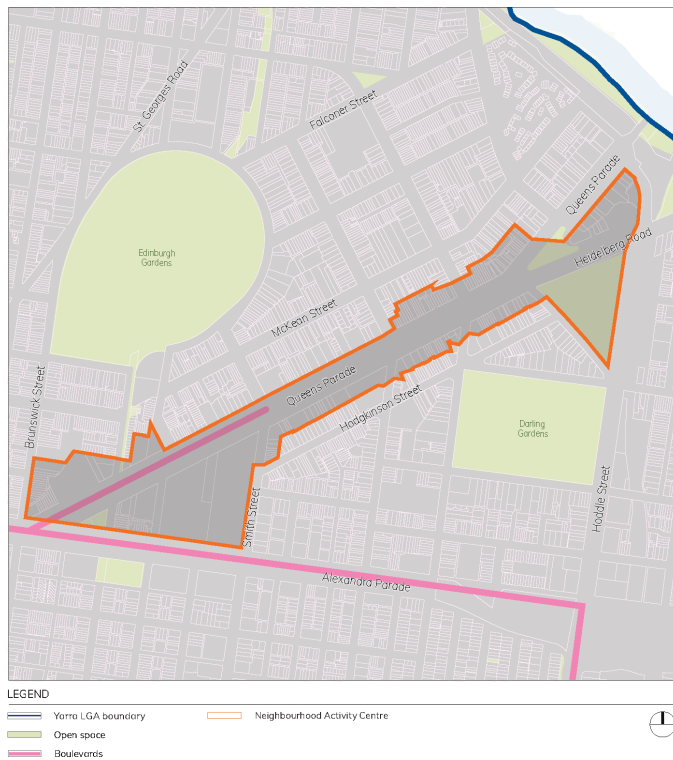 St. Georges Road
Falconer Street
Queens Parade
Heidelberg Road
Edinburgh
Gardens
McKean Street
Queens Parade
Hodgkinson Street
Brunswick Street
Darling
Gardens
Smith Street
Hoddle Street
Alexandra Parade
LEGEND
Yarra LGA boundary
Neighbourhood Activity Centre
Open space
Boulevards